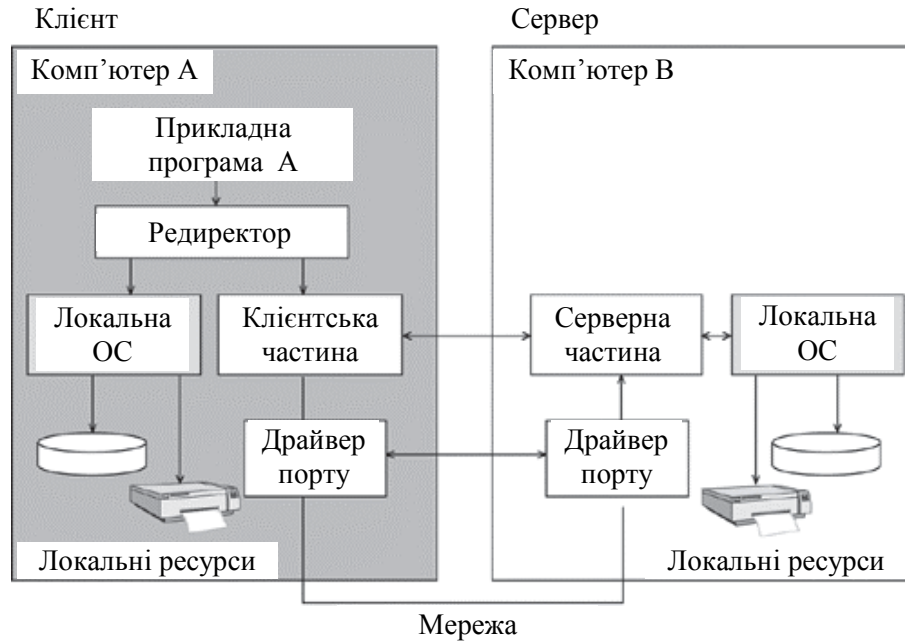 Клієнт
Сервер
Комп’ютер А
Комп’ютер В
Прикладна
програма А
Редиректор
Локальна
ОС
Клієнтська
частина
Серверна
частина
Локальна
ОС
Драйвер
порту
Драйвер
порту
Локальні ресурси
Локальні ресурси
Мережа